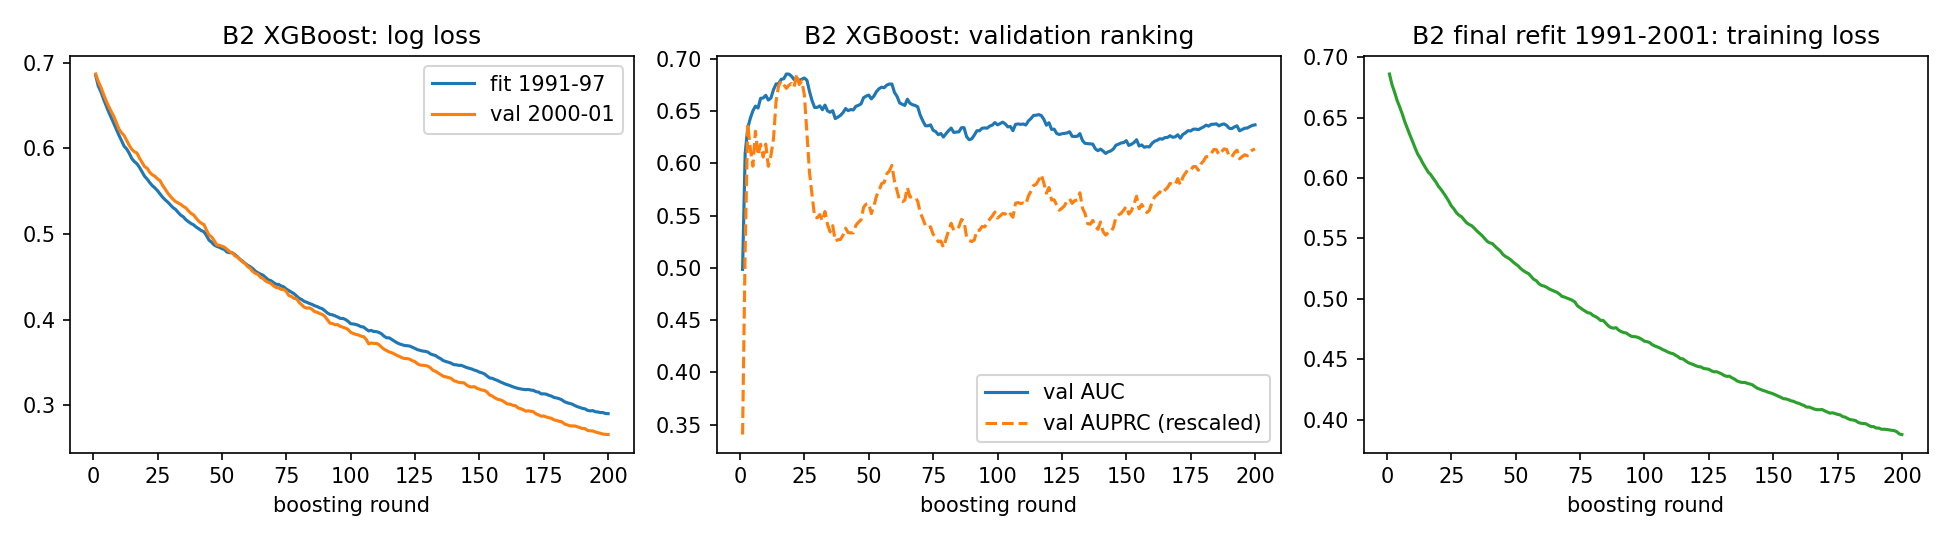 B2 XGBoost: log loss
0.7
0.6
0.5
0.4
0.3
fit 1991-97
val 2000-01
0 25 50 75 100 125 150 175 200
boosting round
B2 XGBoost: validation ranking
0.70
0.65
0.60
0.55
0.50
0.45
0.40
0.35
val AUC
val AUPRC (rescaled)
0 25 50 75 100 125 150 175 200
boosting round
B2 final refit 1991-2001: training loss
0.70
0.65
0.60
0.55
0.50
0.45
0.40
0 25 50 75 100 125 150 175 200
boosting round